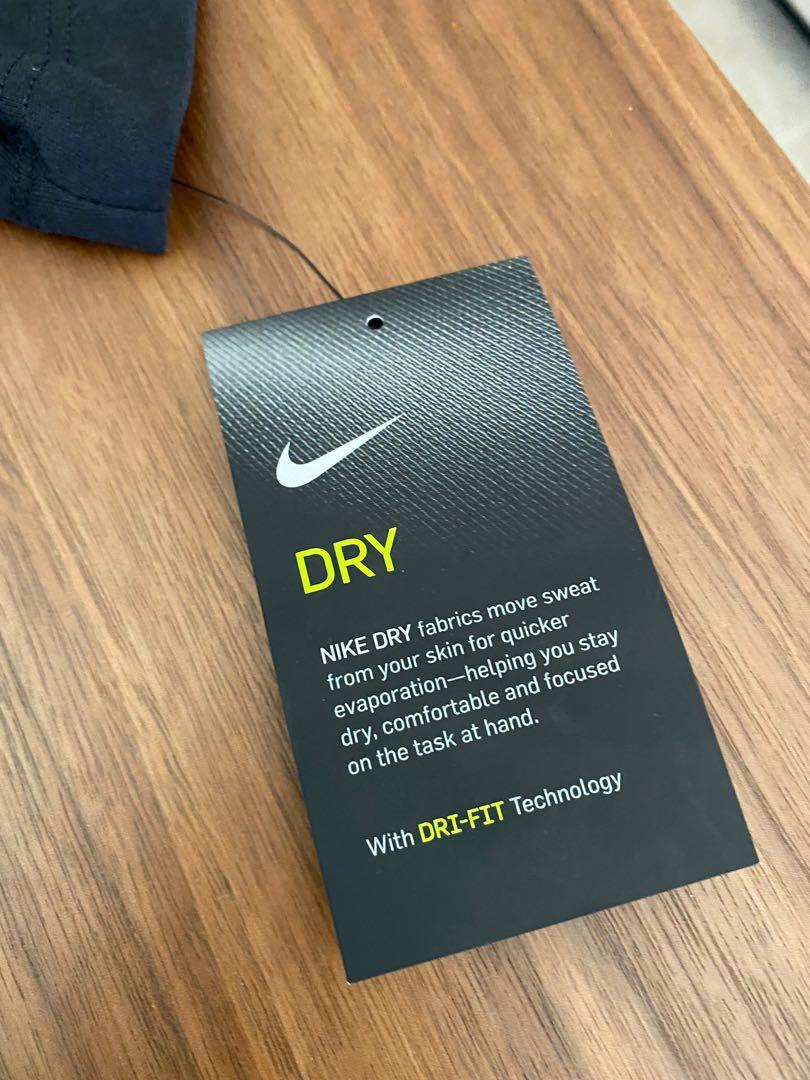 DRY
NIKE DRY fabrics move sweat
from your skin for quicker
evaporation—helping you stay
dry, comfortable and focused
on the task at hand.
With DRI-FIT Technology